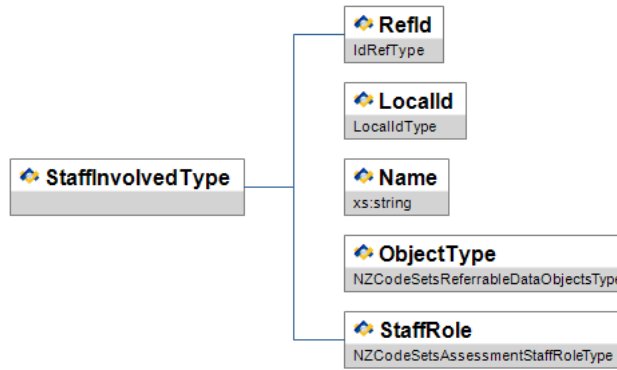 RefId
IdRefType
LocalId
LocalIdType
StaffInvolvedType
Name
xs:string
ObjectType
NZCodeSetsReferrableDataObjectsType
StaffRole
NZCodeSetsAssessmentStaffRoleType